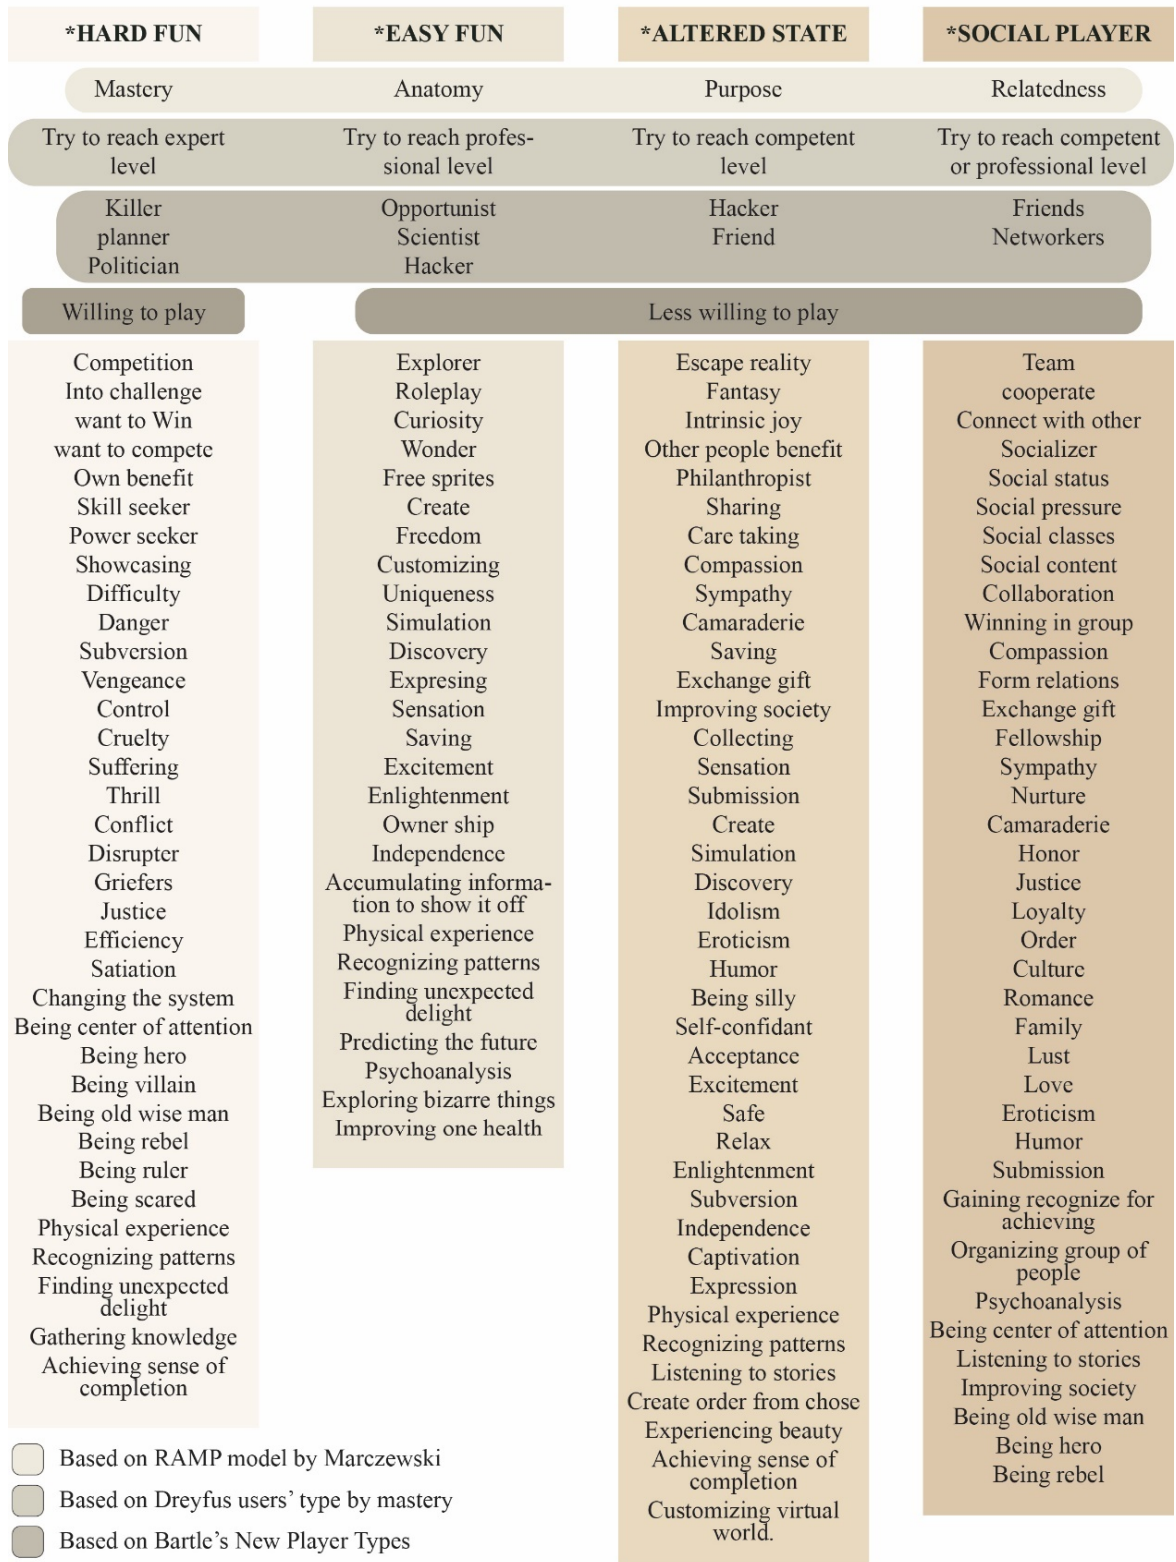 *HARD FUN
*EASY FUN
*ALTERED STATE
*SOCIAL PLAYER
Mastery
Anatomy
Purpose
Relatedness
Try to reach expert
level
Try to reach profes-
sional level
Try to reach competent
level
Try to reach competent
or professional level
Killer
planner
Politician
Opportunist
Scientist
Hacker
Hacker
Friend
Friends
Networkers
Willing to play
Less willing to play
Competition
Into challenge
want to Win
want to compete
Own benefit
Skill seeker
Power seeker
Showcasing
Difficulty
Danger
Subversion
Vengeance
Control
Cruelty
Suffering
Thrill
Conflict
Disrupter
Griefers
Justice
Efficiency
Satiation
Changing the system
Being center of attention
Being hero
Being villain
Being old wise man
Being rebel
Being ruler
Being scared
Physical experience
Recognizing patterns
Finding unexpected
delight
Gathering knowledge
Achieving sense of
completion
Explorer
Roleplay
Curiosity
Wonder
Free sprites
Create
Freedom
Customizing
Uniqueness
Simulation
Discovery
Expresing
Sensation
Saving
Excitement
Enlightenment
Owner ship
Independence
Accumulating informa-
tion to show it off
Physical experience
Recognizing patterns
Finding unexpected
delight
Predicting the future
Psychoanalysis
Exploring bizarre things
Improving one health
Escape reality
Fantasy
Intrinsic joy
Other people benefit
Philanthropist
Sharing
Care taking
Compassion
Sympathy
Camaraderie
Saving
Exchange gift
Improving society
Collecting
Sensation
Submission
Create
Simulation
Discovery
Idolism
Eroticism
Humor
Being silly
Self-confidant
Acceptance
Excitement
Safe
Relax
Enlightenment
Subversion
Independence
Captivation
Expression
Physical experience
Recognizing patterns
Listening to stories
Create order from chose
Experiencing beauty
Achieving sense of
completion
Customizing virtual
world.
Team
cooperate
Connect with other
Socializer
Social status
Social pressure
Social classes
Social content
Collaboration
Winning in group
Compassion
Form relations
Exchange gift
Fellowship
Sympathy
Nurture
Camaraderie
Honor
Justice
Loyalty
Order
Culture
Romance
Family
Lust
Love
Eroticism
Humor
Submission
Gaining recognize for
achieving
Organizing group of
people
Psychoanalysis
Being center of attention
Listening to stories
Improving society
Being old wise man
Being hero
Being rebel
Based on RAMP model by Marczewski
Based on Dreyfus users' type by mastery
Based on Bartle's New Player Types